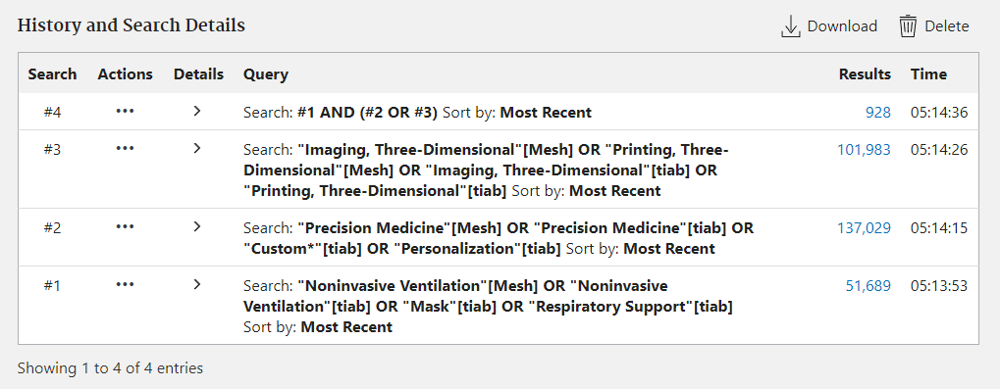 History and Search Details
Download
Delete
Search Actions Details Query Results Time
#4 ••• > Search: #1 AND (#2 OR #3) Sort by: Most Recent 928 05:14:36
#3 ••• > Search: "Imaging, Three-Dimensional"[Mesh] OR "Printing, Three- 101,983 05:14:26
Dimensional"[Mesh] OR "Imaging, Three-Dimensional"[tiab] OR
"Printing, Three-Dimensional"[tiab] Sort by: Most Recent
#2 ••• > Search: "Precision Medicine"[Mesh] OR "Precision Medicine"[tiab] OR 137,029 05:14:15
"Custom*"[tiab] OR "Personalization"[tiab] Sort by: Most Recent
#1 ••• > Search: "Noninvasive Ventilation"[Mesh] OR "Noninvasive 51,689 05:13:53
Ventilation"[tiab] OR "Mask"[tiab] OR "Respiratory Support"[tiab]
Sort by: Most Recent
Showing 1 to 4 of 4 entries